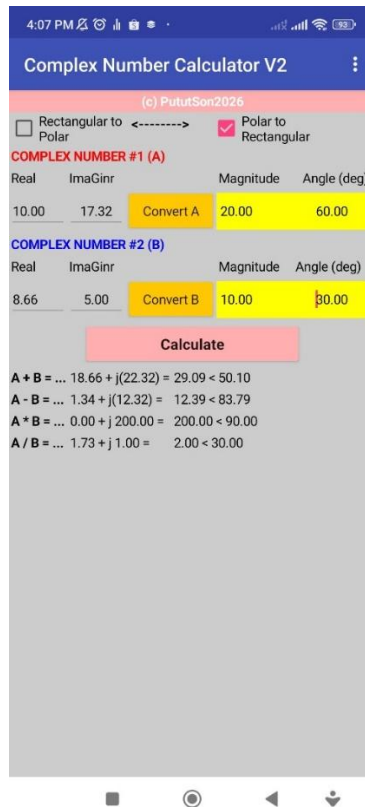 4:07 PM 93
Complex Number Calculator V2
(c) PututSon2026
Rectangular to Polar <--------> Polar to Rectangular
COMPLEX NUMBER #1 (A)
Real ImaGinr Magnitude Angle (deg)
10.00 17.32 Convert A 20.00 60.00
COMPLEX NUMBER #2 (B)
Real ImaGinr Magnitude Angle (deg)
8.66 5.00 Convert B 10.00 30.00
Calculate
A + B = ... 18.66 + j(22.32) = 29.09 < 50.10
A - B = ... 1.34 + j(12.32) = 12.39 < 83.79
A * B = ... 0.00 + j 200.00 = 200.00 < 90.00
A / B = ... 1.73 + j 1.00 = 2.00 < 30.00